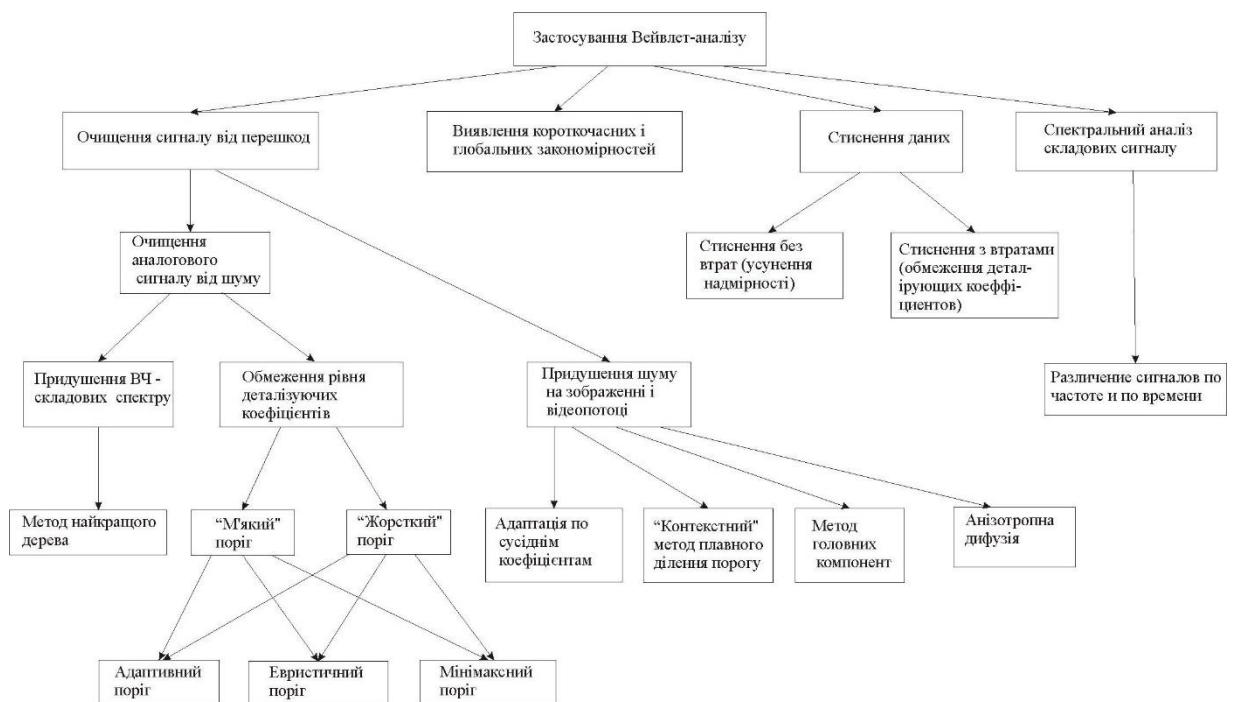 Застосування Вейвлет-аналізу
Очищення сигналу від перешкод
Виявлення короткочасних і
глобальних закономірностей
Стиснення даних
Спектральний аналіз
складових сигналу
Очищення
аналогового
сигналу від шуму
Стиснення без
втрат (усунення
надмірності)
Стиснення з втратами
(обмеження детал-
ірующих коеффі-
циентов)
Придушення ВЧ -
складових спектру
Обмеження рівня
деталізуючих
коефіцієнтів
Придушення шуму
на зображенні і
відеопотоці
Различение сигналов по
частоте и по времени
Метод найкращого
дерева
“М'який"
поріг
“Жорсткий"
поріг
Адаптація по
сусіднім
коефіцієнтам
“Контекстний"
метод плавного
ділення порогу
Метод
головних
компонент
Анізотропна
дифузія
Адаптивний
поріг
Евристичний
поріг
Мінімаксний
поріг